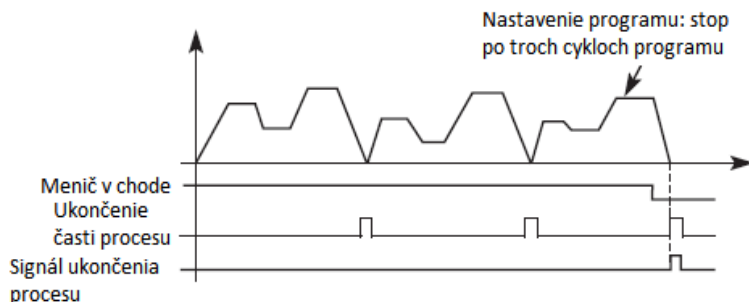 Nastavenie programu: stop
po troch cykloch programu
Menič v chode
Ukončenie
časti procesu
Signál ukončenia
procesu